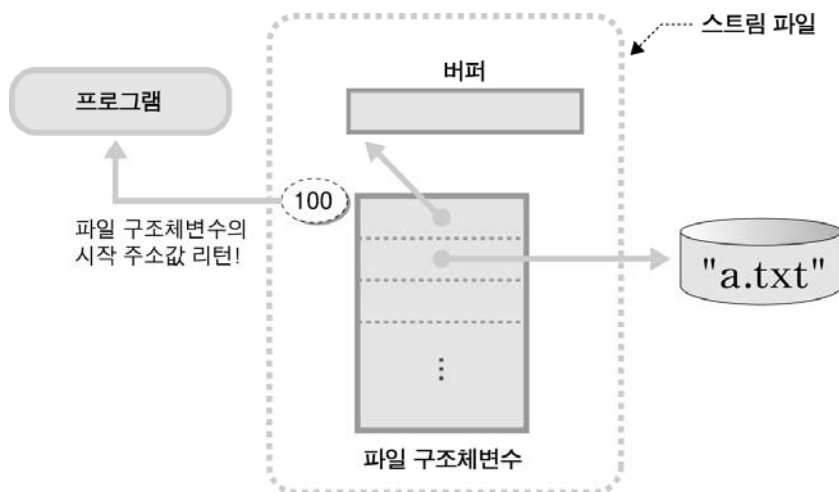 스트림 파일
버퍼
프로그램
100
파일 구조체변수의
시작 주소값 리턴!
"a.txt"
파일 구조체변수